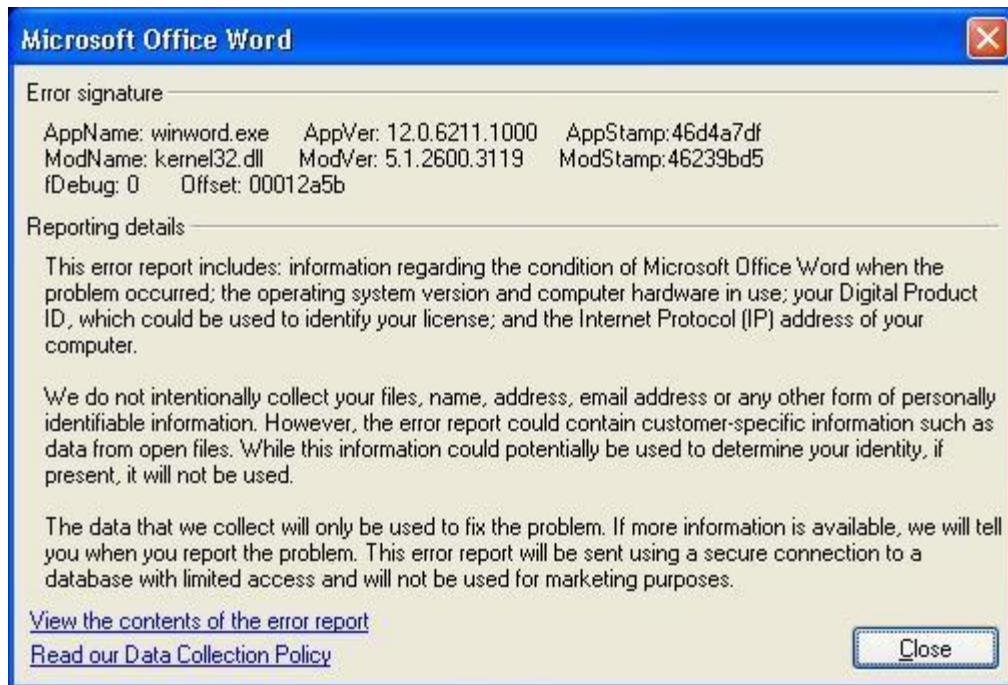 Microsoft Office Word
Error signature
AppName: winword.exe AppVer: 12.0.6211.1000 AppStamp:46d4a7df
ModName: kernel32.dll ModVer: 5.1.2600.3119 ModStamp:46239bd5
fDebug: 0 Offset: 00012a5b
Reporting details
This error report includes: information regarding the condition of Microsoft Office Word when the
problem occurred; the operating system version and computer hardware in use; your Digital Product
ID, which could be used to identify your license; and the Internet Protocol (IP) address of your
computer.
We do not intentionally collect your files, name, address, email address or any other form of personally
identifiable information. However, the error report could contain customer-specific information such as
data from open files. While this information could potentially be used to determine your identity, if
present, it will not be used.
The data that we collect will only be used to fix the problem. If more information is available, we will tell
you when you report the problem. This error report will be sent using a secure connection to a
database with limited access and will not be used for marketing purposes.
View the contents of the error report
Read our Data Collection Policy
Close